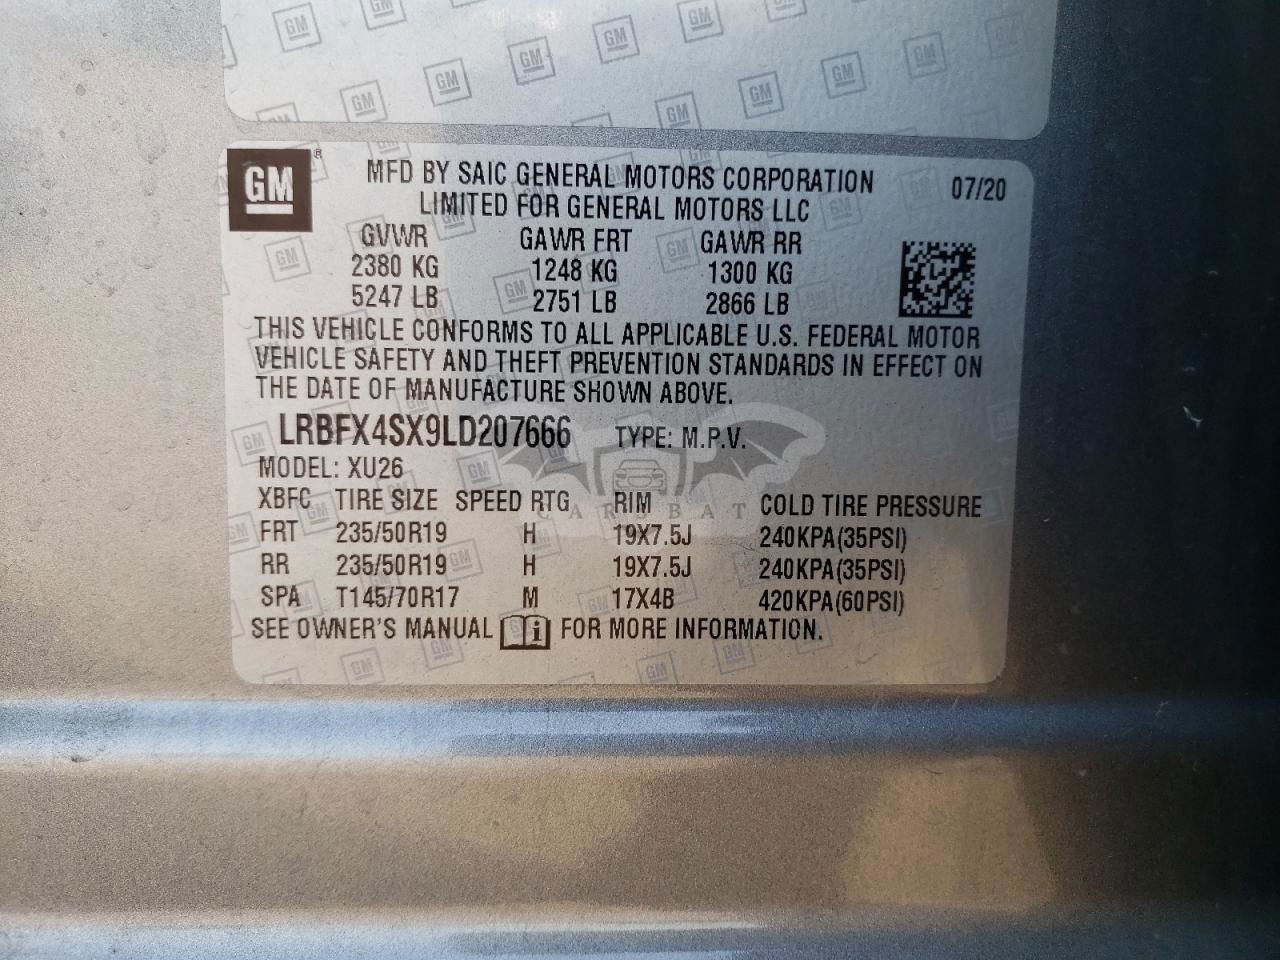 GM
MFD BY SAIC GENERAL MOTORS CORPORATION 07/20
LIMITED FOR GENERAL MOTORS LLC
GVWR GAWR FRT GAWR RR
2380 KG 1248 KG 1300 KG
5247 LB 2751 LB 2866 LB
THIS VEHICLE CONFORMS TO ALL APPLICABLE U.S. FEDERAL MOTOR
VEHICLE SAFETY AND THEFT PREVENTION STANDARDS IN EFFECT ON
THE DATE OF MANUFACTURE SHOWN ABOVE.
LRBFX4SX9LD207666 TYPE: M.P.V.
MODEL: XU26
XBFC TIRE SIZE SPEED RTG RIM COLD TIRE PRESSURE
CARSBAT
FRT 235/50R19 H 19X7.5J 240KPA(35PSI)
RR 235/50R19 H 19X7.5J 240KPA(35PSI)
SPA T145/70R17 M 17X4B 420KPA(60PSI)
SEE OWNER'S MANUAL i FOR MORE INFORMATION.